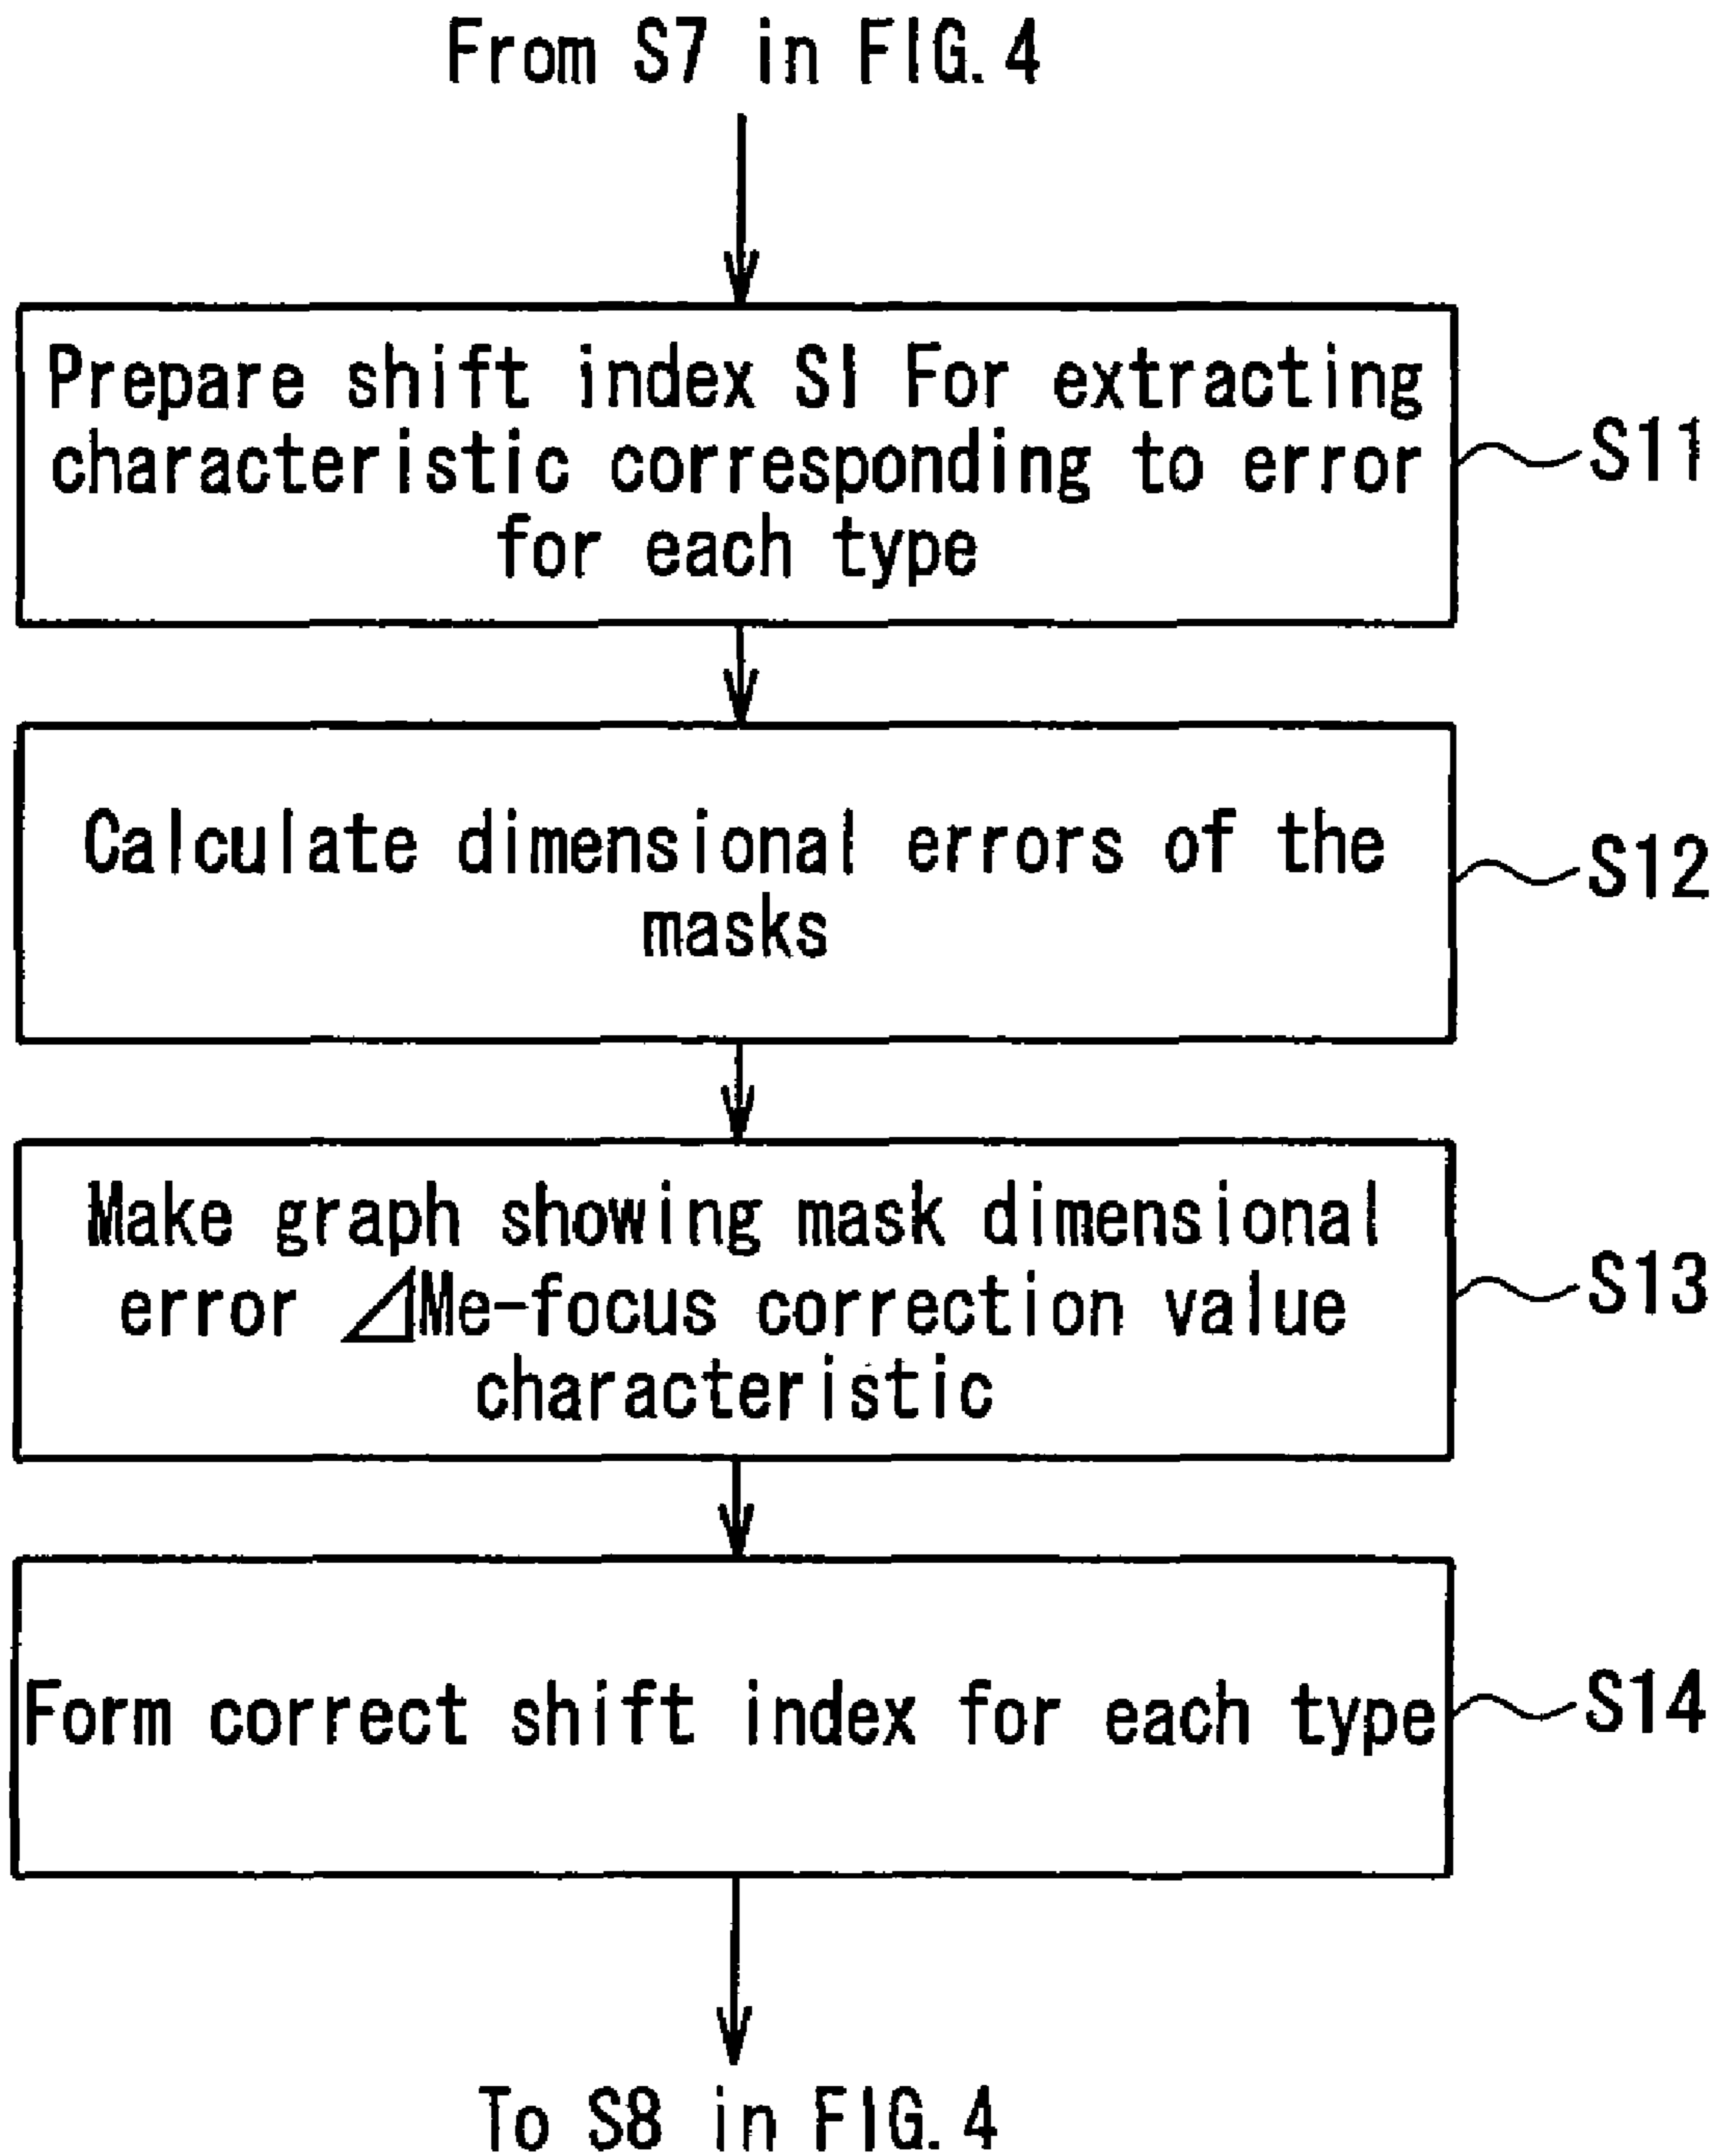 From S7 in FIG. 4
Prepare shift index SI For extracting
characteristic corresponding to error
for each type
S11
Calculate dimensional errors of the
masks
S12
Make graph showing mask dimensional
error ⊿Me-focus correction value
characteristic
S13
Form correct shift index for each type
S14
To S8 in FIG. 4